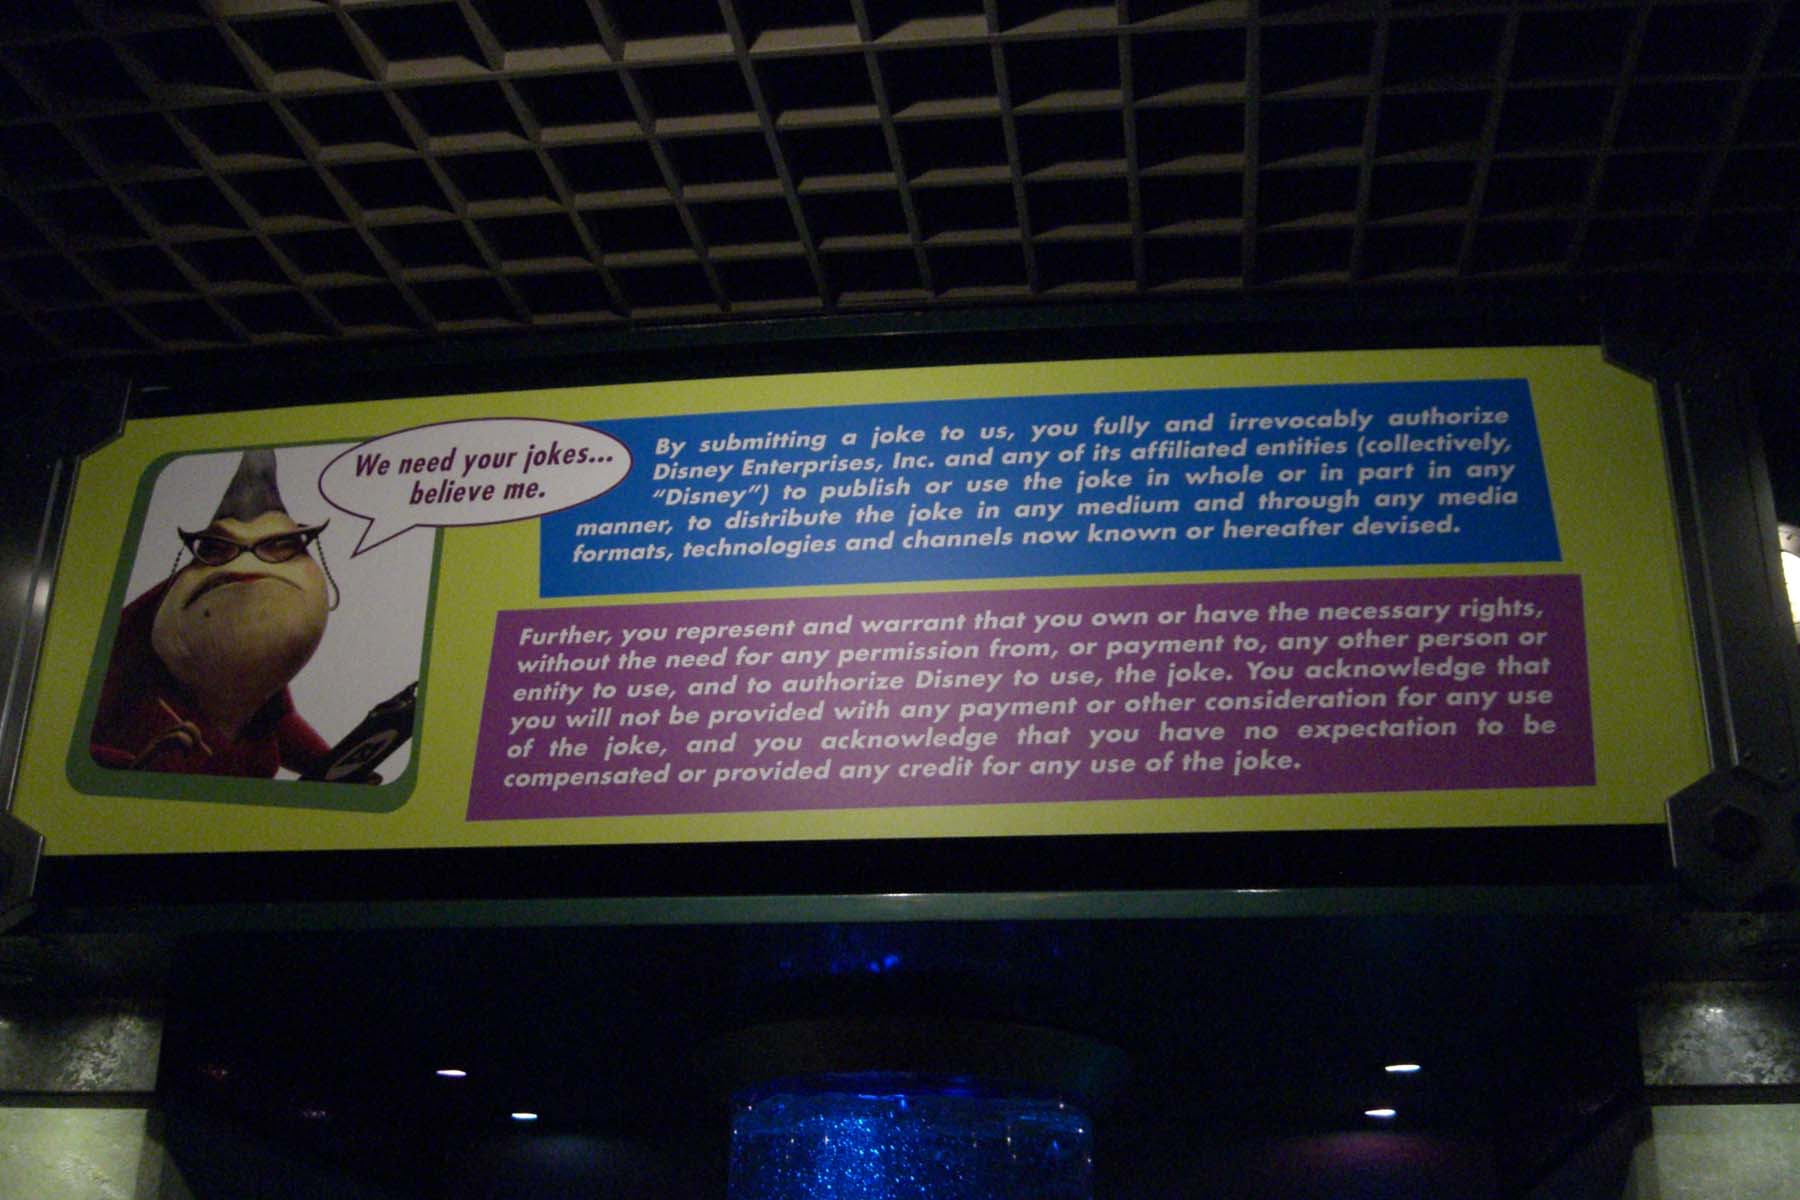 We need your jokes...
believe me.
By submitting a joke to us, you fully and irrevocably authorize
Disney Enterprises, Inc. and any of its affiliated entities (collectively,
"Disney") to publish or use the joke in whole or in part in any
manner, to distribute the joke in any medium and through any media
formats, technologies and channels now known or hereafter devised.
Further, you represent and warrant that you own or have the necessary rights,
without the need for any permission from, or payment to, any other person or
entity to use, and to authorize Disney to use, the joke. You acknowledge that
you will not be provided with any payment or other consideration for any use
of the joke, and you acknowledge that you have no expectation to be
compensated or provided any credit for any use of the joke.